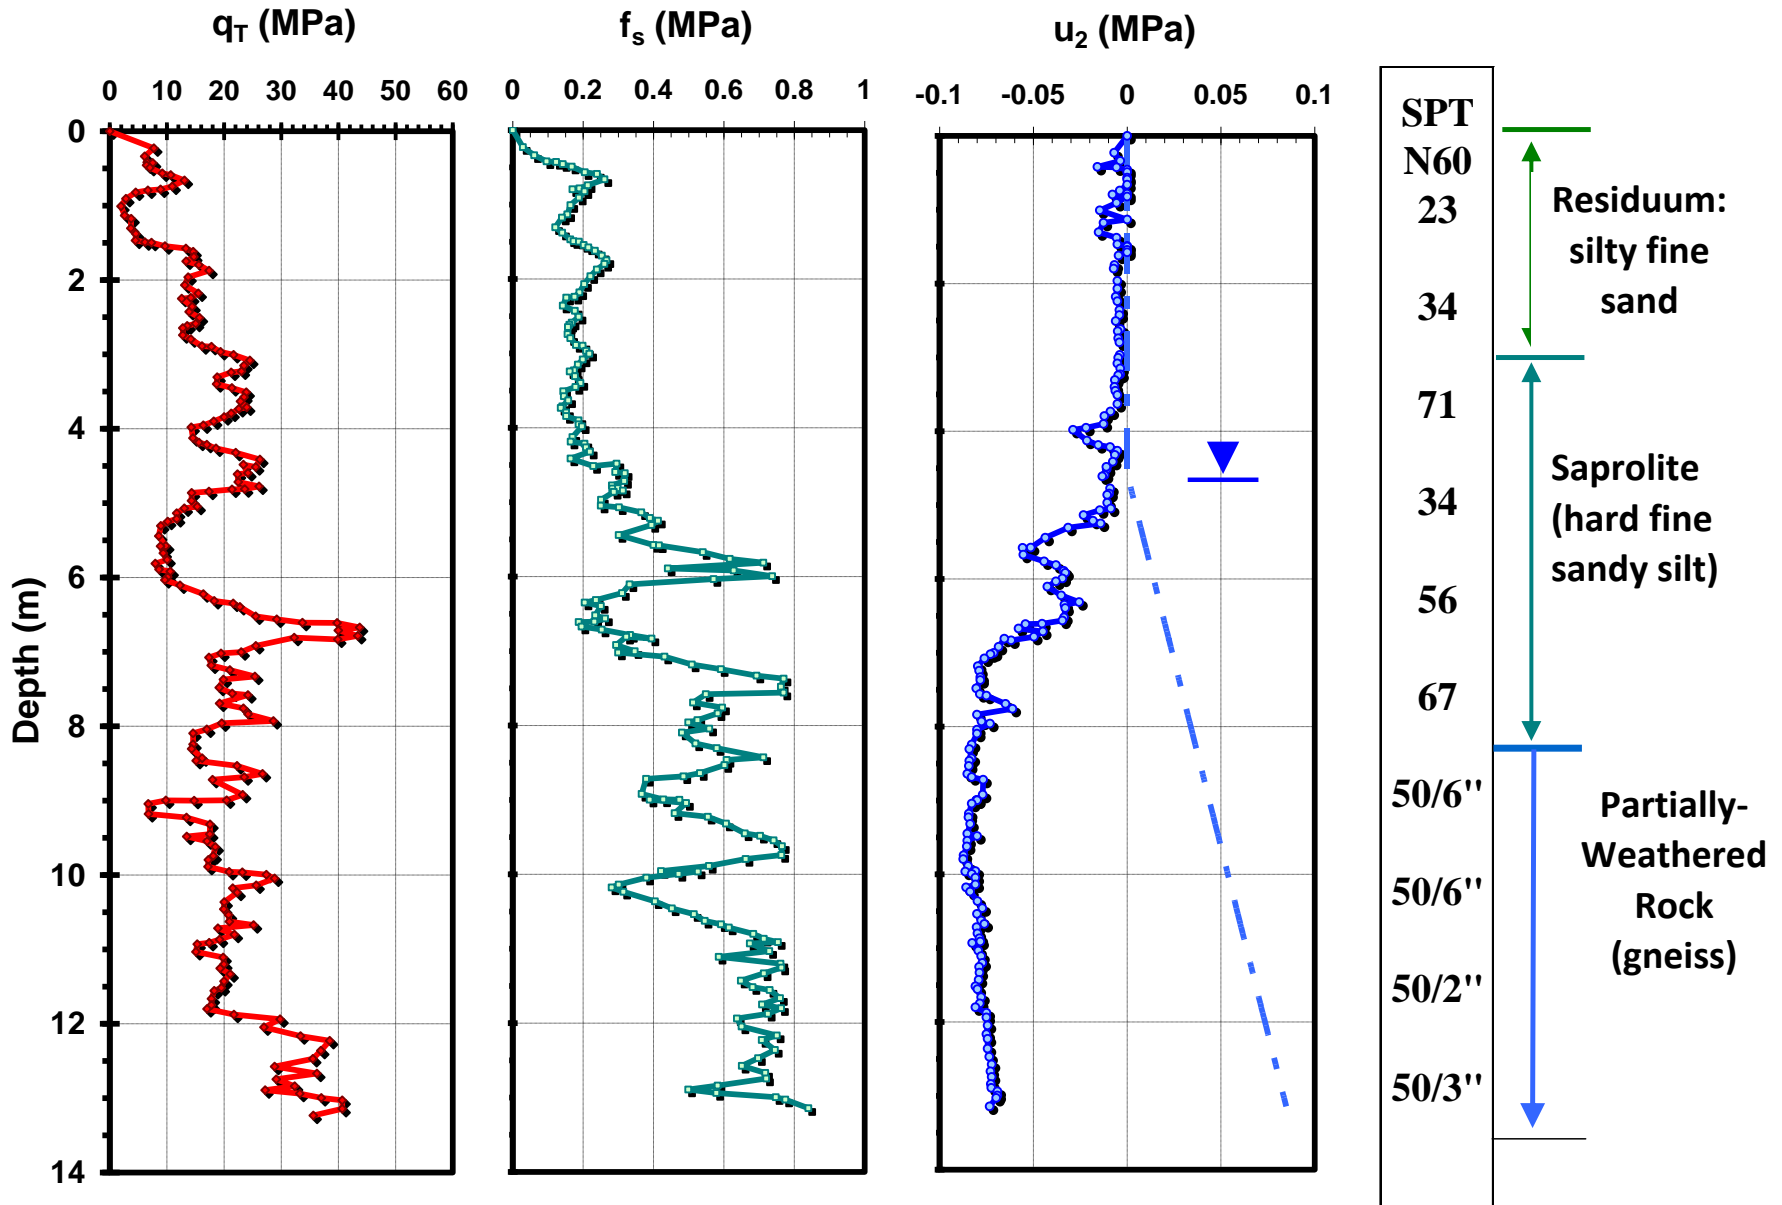 qT (MPa)
0 10 20 30 40 50 60
fs (MPa)
0 0.2 0.4 0.6 0.8 1
u2 (MPa)
-0.1 -0.05 0 0.05 0.1
Depth (m)
0
2
4
6
8
10
12
14
SPT
N60
23
34
71
34
56
67
50/6"
50/6"
50/2"
50/3"
Residuum:
silty fine
sand
Saprolite
(hard fine
sandy silt)
Partially-
Weathered
Rock
(gneiss)